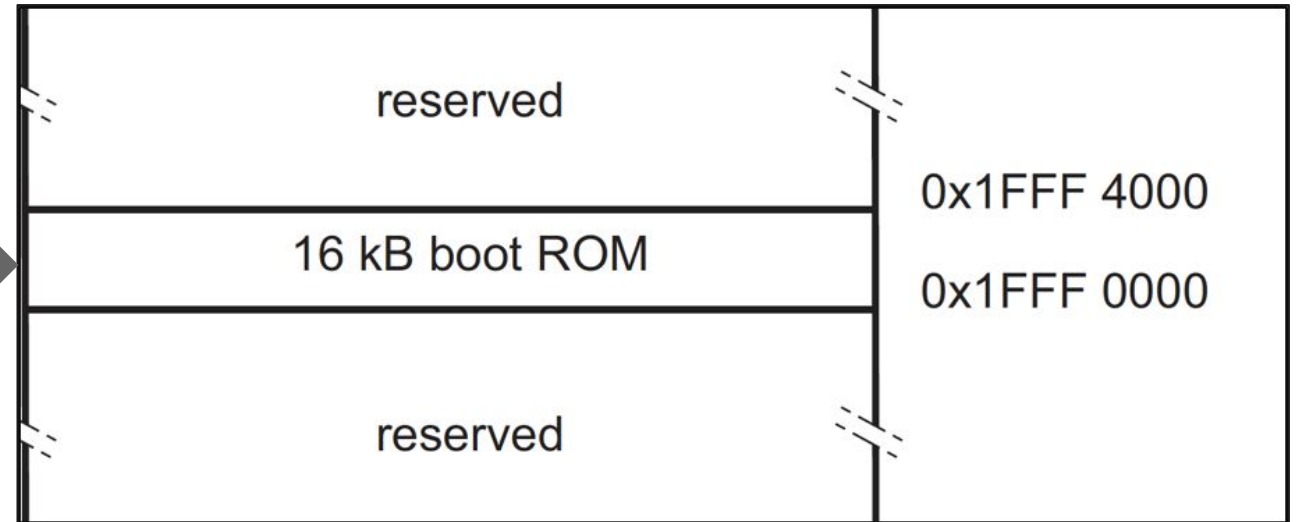 reserved
0x1FFF 4000
16 kB boot ROM
0x1FFF 0000
reserved